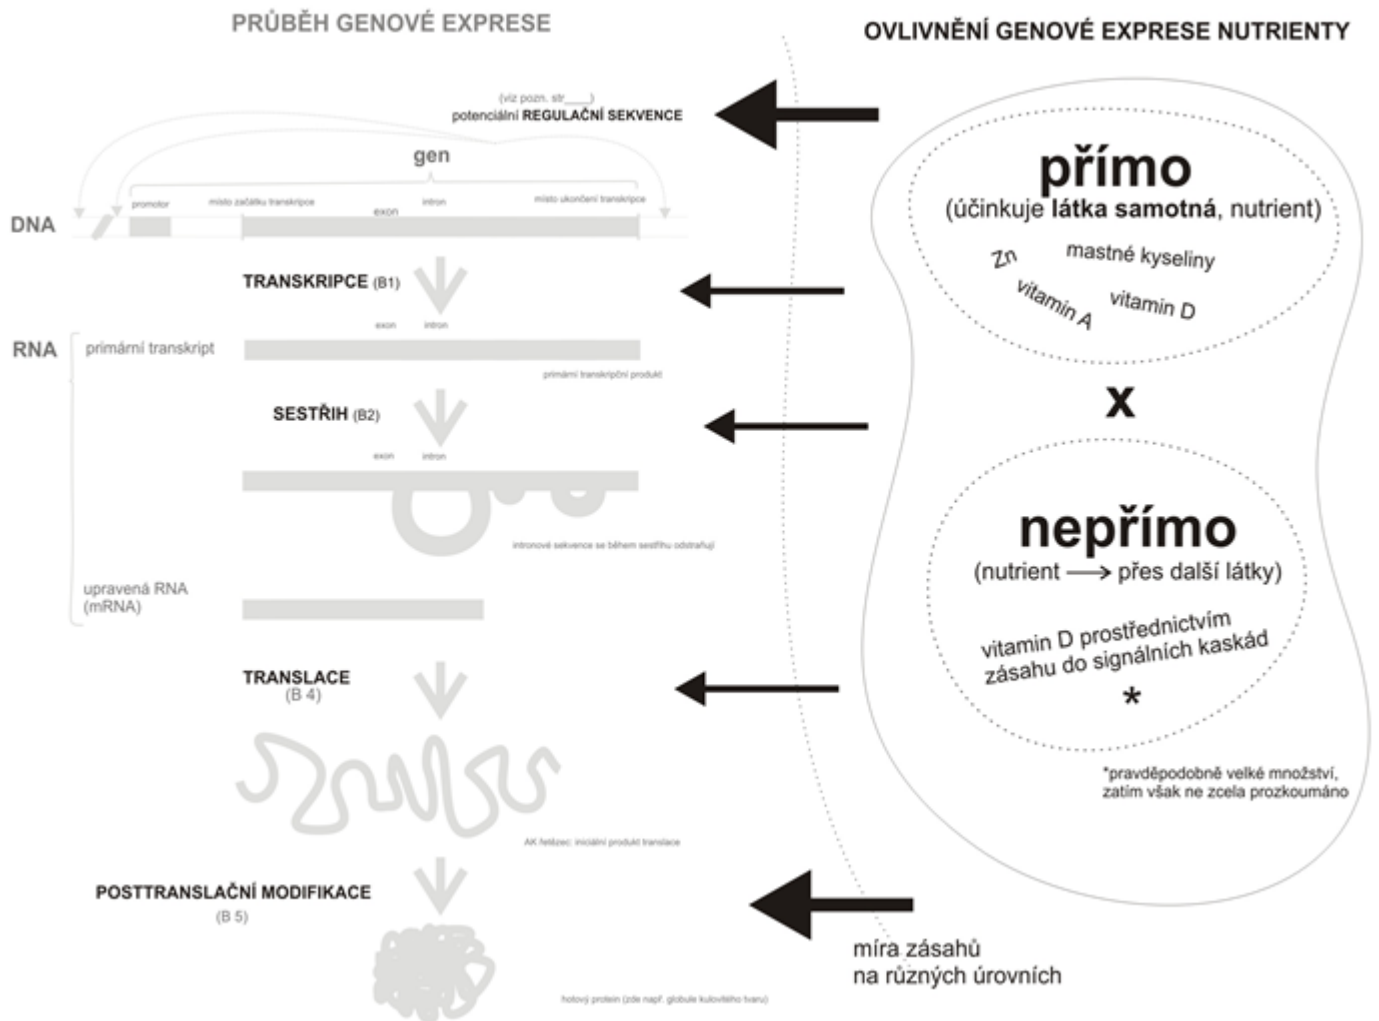 PRŮBĚH GENOVÉ EXPRESE
OVLIVNĚNÍ GENOVÉ EXPRESE NUTRIENTY
(viz pozn. str____)
potenciální REGULAČNÍ SEKVENCE
gen
promotor
místo začátku transkripce
exon
intron
místo ukončení transkripce
DNA
TRANSKRIPCE (B1)
exon
intron
RNA
primární transkript
primární transkripční produkt
SESTŘIH (B2)
exon
intron
intronové sekvence se během sestřihu odstraňují
upravená RNA
(mRNA)
TRANSLACE
(B 4)
AK řetězec: iniciální produkt translace
POSTTRANSLAČNÍ MODIFIKACE
(B 5)
hotový protein (zde např. globule kulovitého tvaru)
přímo
(účinkuje látka samotná, nutrient)
Zn
mastné kyseliny
vitamin A
vitamin D
x
nepřímo
(nutrient → přes další látky)
vitamin D prostřednictvím
zásahu do signálních kaskád
*
*pravděpodobně velké množství,
zatím však ne zcela prozkoumáno
míra zásahů
na různých úrovních